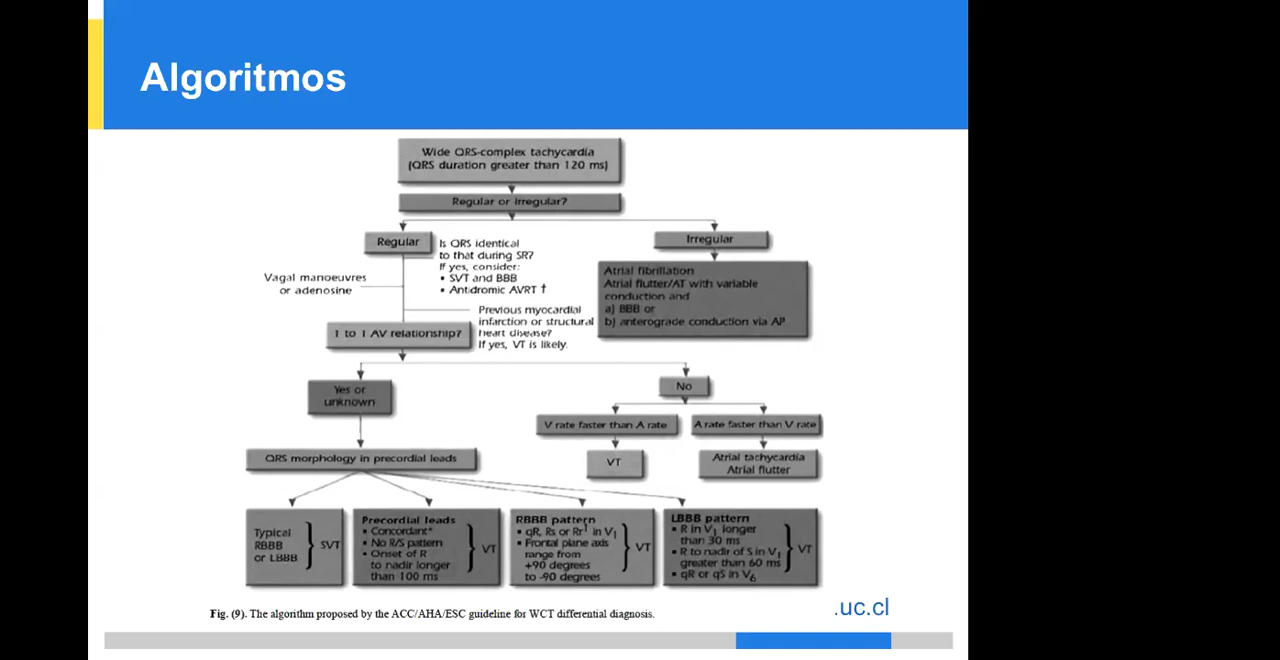 Algoritmos
Wide QRS-complex tachycardia
(QRS duration greater than 120 ms)
Regular or irregular?
Regular
Is QRS identical
to that during SR?
If yes, consider:
• SVT and BBB
• Antidromic AVRT †
Irregular
Vagal manoeuvres
or adenosine
Atrial fibrillation
Atrial flutter/AT with variable
conduction and
a) BBB or
b) anterograde conduction via AP
Previous myocardial
infarction or structural
heart disease?
If yes, VT is likely.
1 to 1 AV relationship?
Yes or
unknown
No
V rate faster than A rate
A rate faster than V rate
VT
Atrial tachycardia
Atrial flutter
QRS morphology in precordial leads
Typical
RBBB
or LBBB
SVT
Precordial leads
• Concordant*
• No R/S pattern
• Onset of R
to nadir longer
than 100 ms
VT
RBBB pattern
• qR, Rs or Rr¹ in V₁
• Frontal plane axis
range from
+90 degrees
to -90 degrees
VT
LBBB pattern
• R in V₁ longer
than 30 ms
• R to nadir of S in V₁
greater than 60 ms
• qR or qS in V₆
VT
Fig. (9). The algorithm proposed by the ACC/AHA/ESC guideline for WCT differential diagnosis.
.uc.cl